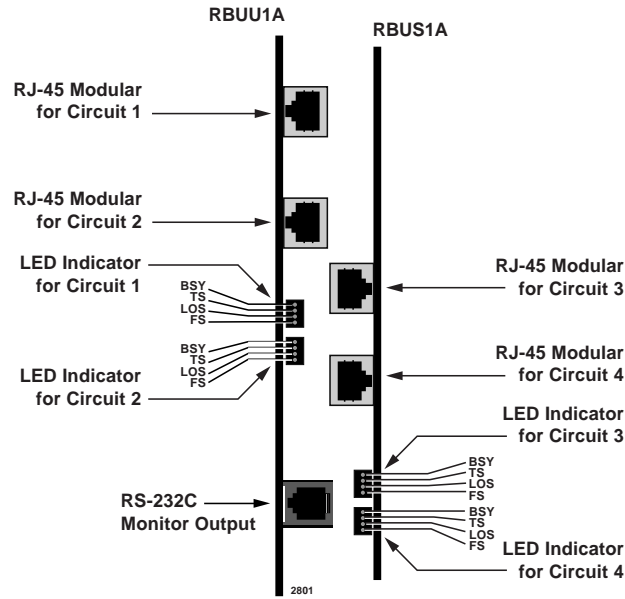 RBUU1A
RBUS1A
RJ-45 Modular
for Circuit 1
RJ-45 Modular
for Circuit 2
LED Indicator
for Circuit 1
BSY
TS
LOS
FS
BSY
TS
LOS
FS
LED Indicator
for Circuit 2
RS-232C
Monitor Output
RJ-45 Modular
for Circuit 3
RJ-45 Modular
for Circuit 4
LED Indicator
for Circuit 3
BSY
TS
LOS
FS
BSY
TS
LOS
FS
LED Indicator
for Circuit 4
2801